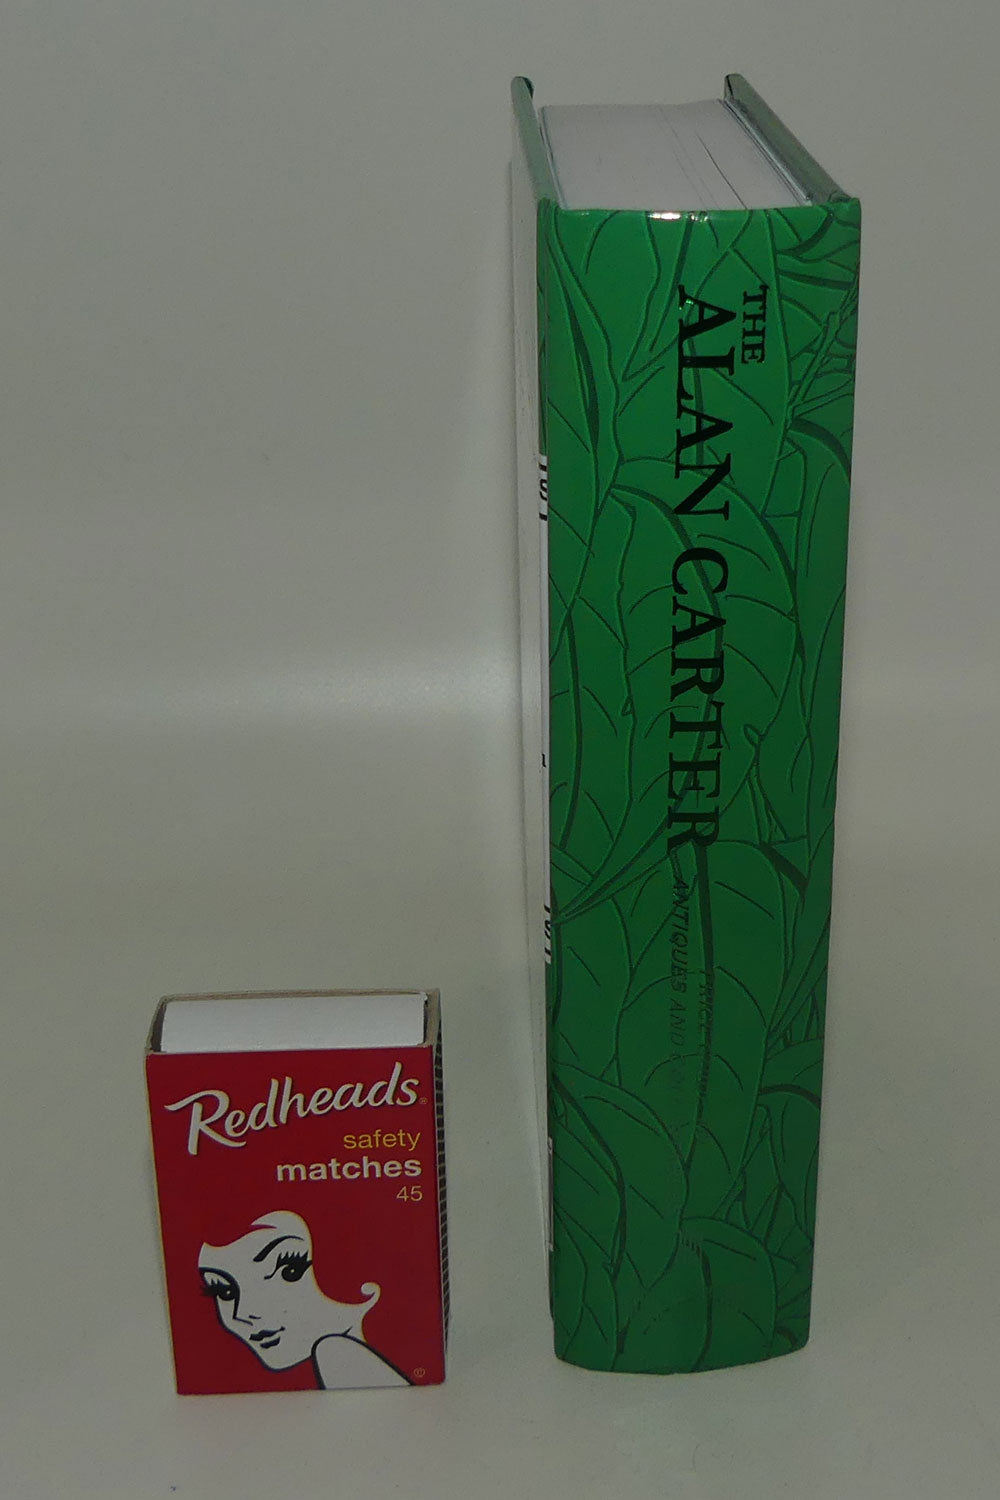 THE
ALAN CARTER
ANTIQUES AND
Redheads®
safety
matches
45
©